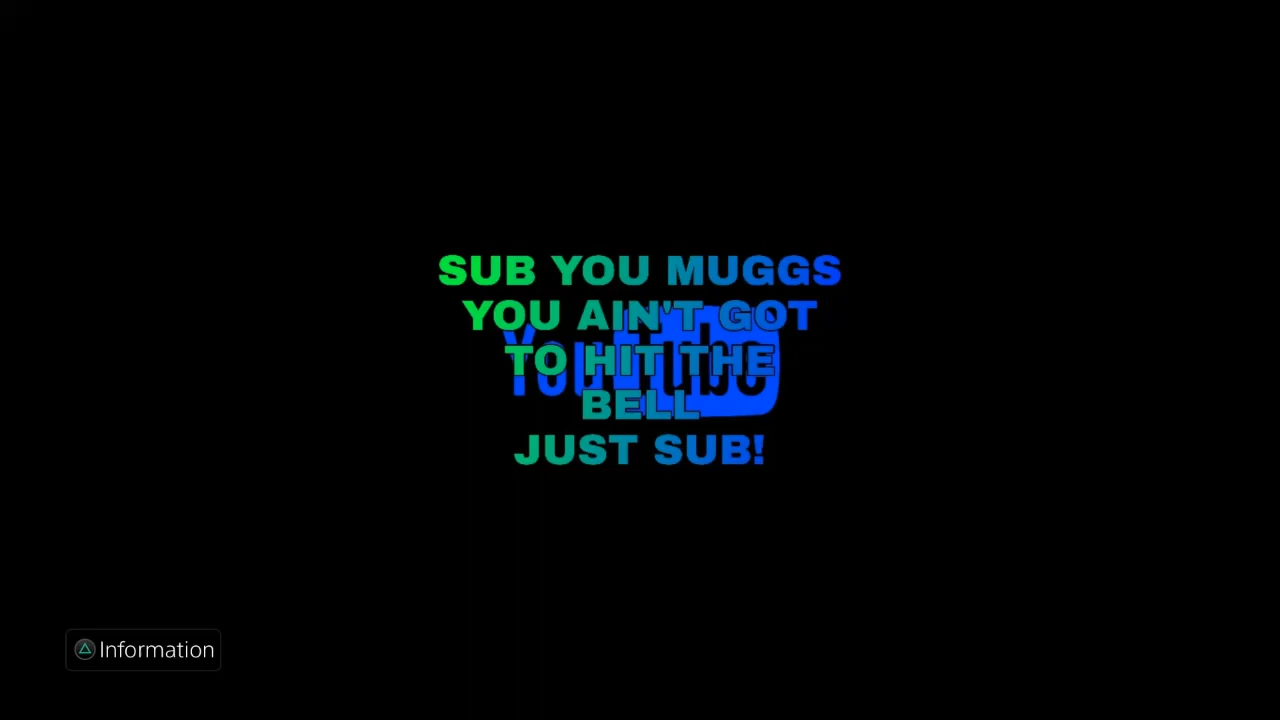 SUB YOU MUGGS
YOU AIN'T GOT
YouTube
TO HIT THE
BELL
JUST SUB!
Information